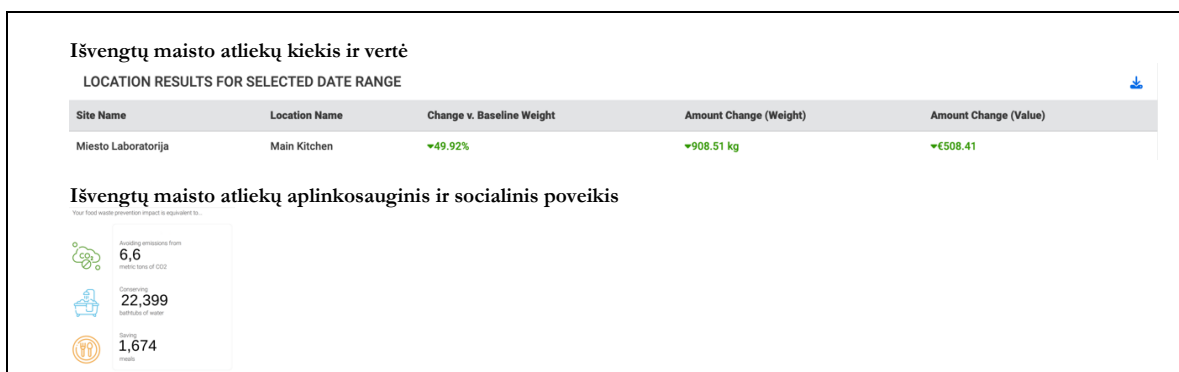 Išvengtų maisto atliekų kiekis ir vertė
LOCATION RESULTS FOR SELECTED DATE RANGE
Site Name Location Name Change v. Baseline Weight Amount Change (Weight) Amount Change (Value)
Miesto Laboratorija Main Kitchen ▾49.92% ▾908.51 kg ▾€508.41
Išvengtų maisto atliekų aplinkosauginis ir socialinis poveikis
Your food waste prevention impact is equivalent to...
Avoiding emissions from
CO₂ 6,6
metric tons of CO2
Conserving
22,399
bathtubs of water
Saving
1,674
meals